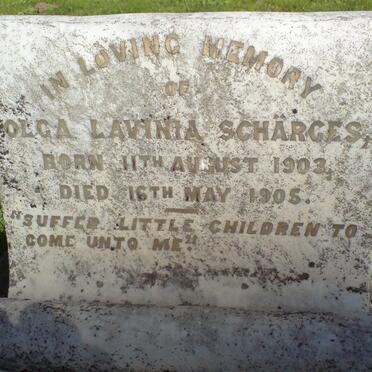 IN LOVING MEMORY
OF
OLGA LAVINIA SCHÄRGES,
BORN 11TH AUGUST 1903,
DIED 16TH MAY 1905.
"SUFFER LITTLE CHILDREN TO
COME UNTO ME."